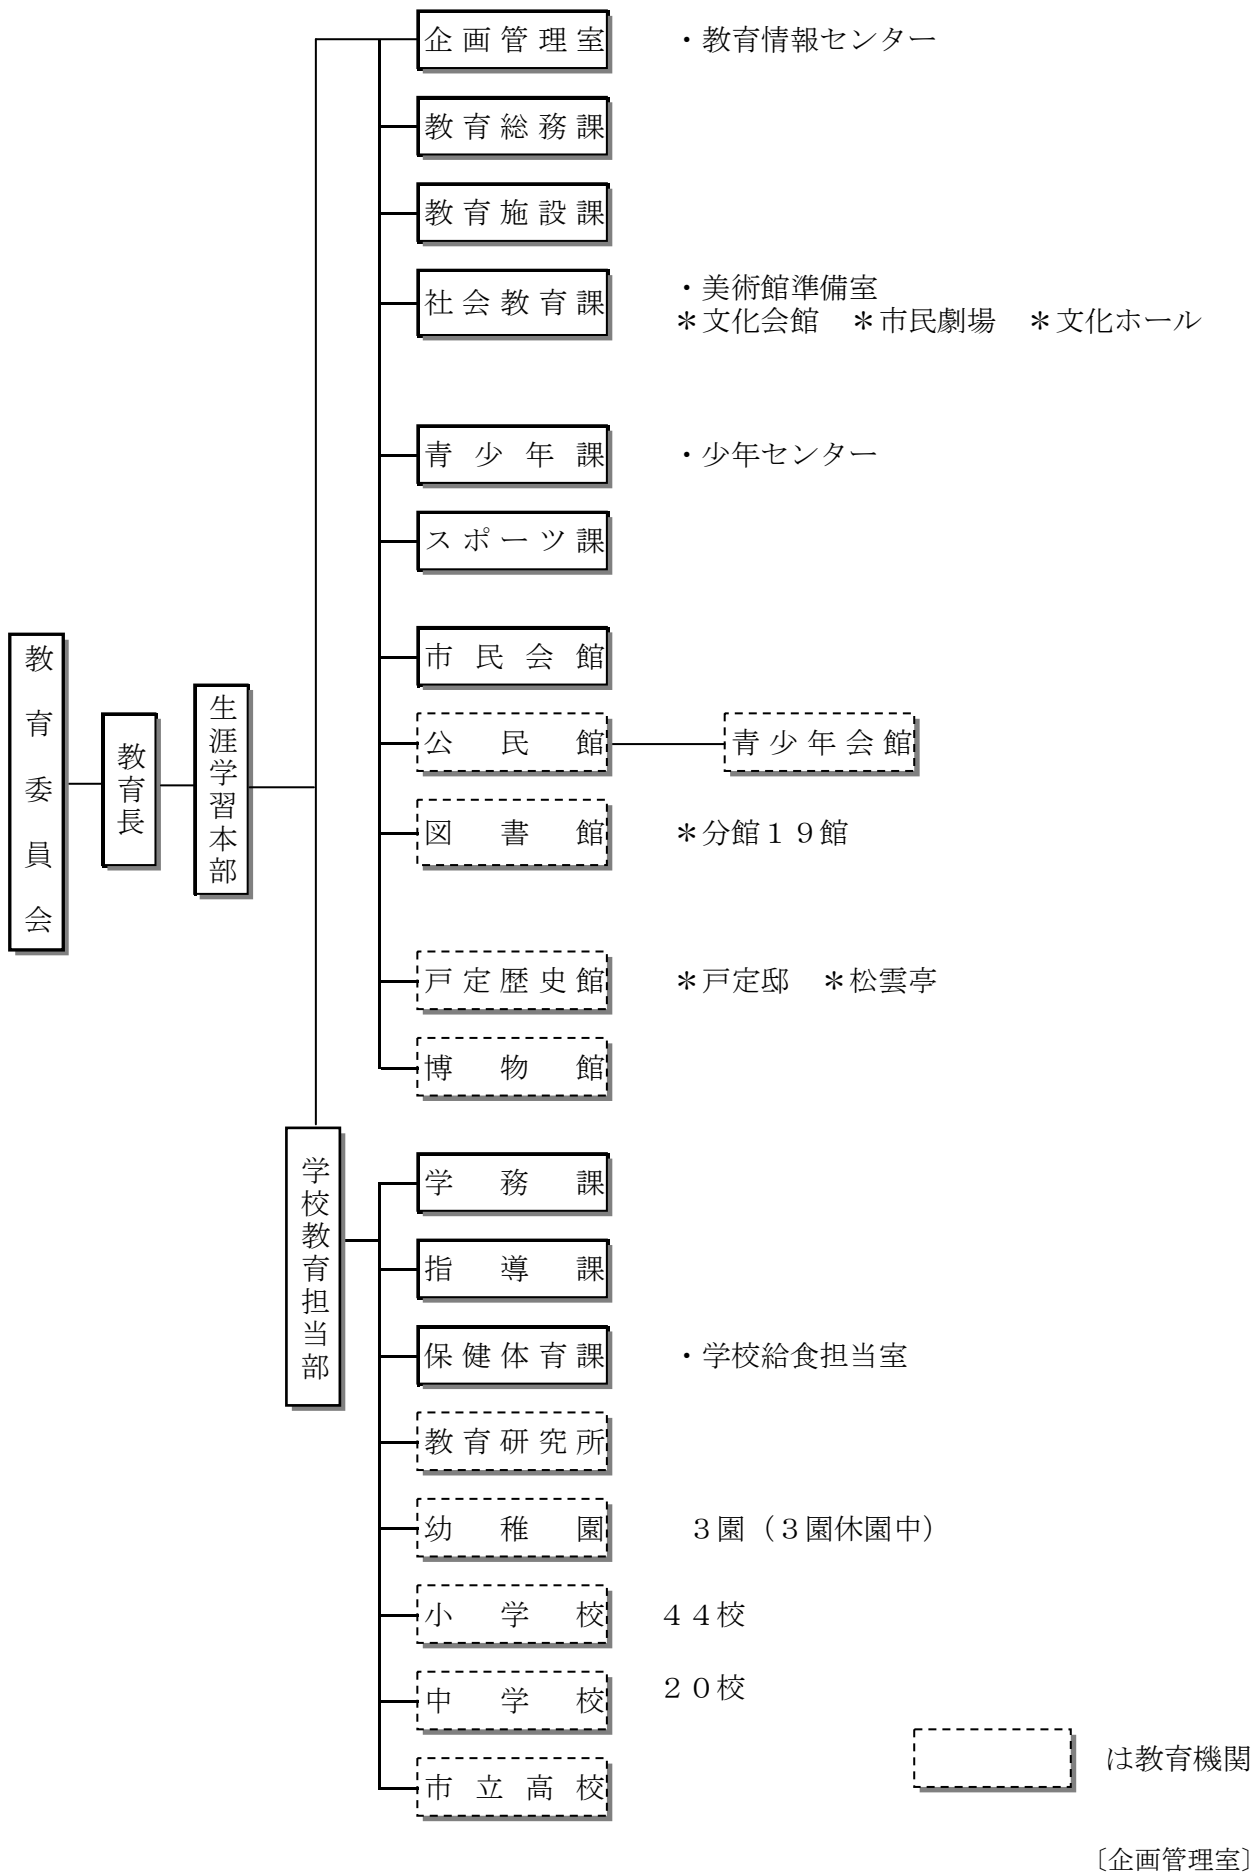 企画管理室 ・教育情報センター
教育総務課
教育施設課
社会教育課 ・美術館準備室
＊文化会館 ＊市民劇場 ＊文化ホール
青少年課 ・少年センター
スポーツ課
市民会館
公民館 青少年会館
図書館 ＊分館１９館
戸定歴史館 ＊戸定邸 ＊松雲亭
博物館
教育委員会
教育長
生涯学習本部
学校教育担当部
学務課
指導課
保健体育課 ・学校給食担当室
教育研究所
幼稚園 ３園（３園休園中）
小学校 ４４校
中学校 ２０校
市立高校
は教育機関
〔企画管理室〕